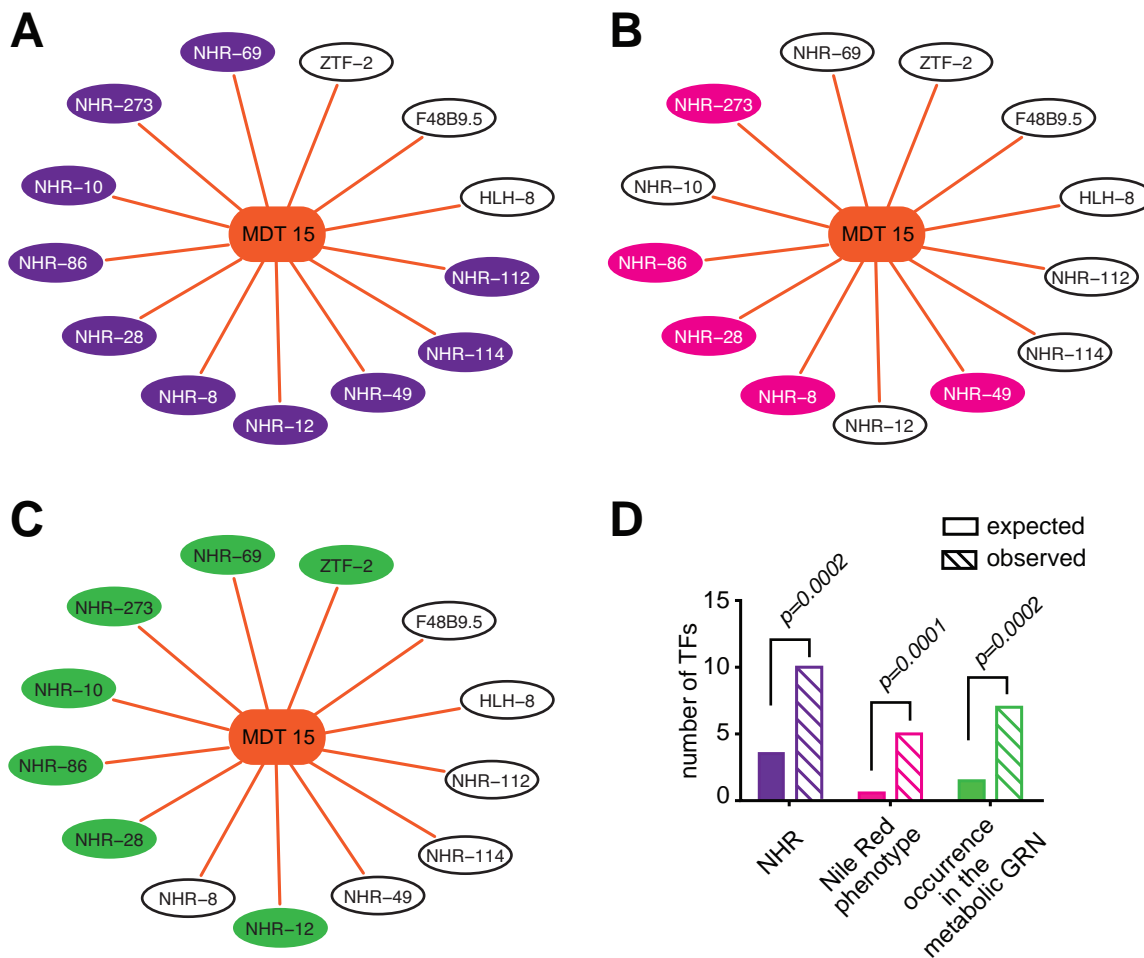 A
NHR−69
ZTF−2
NHR−273
F48B9.5
NHR−10
HLH−8
MDT 15
NHR−86
NHR−112
NHR−28
NHR−114
NHR−8
NHR−49
NHR−12
B
NHR−69
ZTF−2
NHR−273
F48B9.5
NHR−10
HLH−8
MDT 15
NHR−86
NHR−112
NHR−28
NHR−114
NHR−8
NHR−49
NHR−12
C
NHR−69
ZTF−2
NHR−273
F48B9.5
NHR−10
HLH−8
MDT 15
NHR−86
NHR−112
NHR−28
NHR−114
NHR−8
NHR−49
NHR−12
D
expected
observed
number of TFs
15
10
5
0
p=0.0002
p=0.0001
p=0.0002
NHR
Nile Red
phenotype
occurrence
in the
metabolic GRN